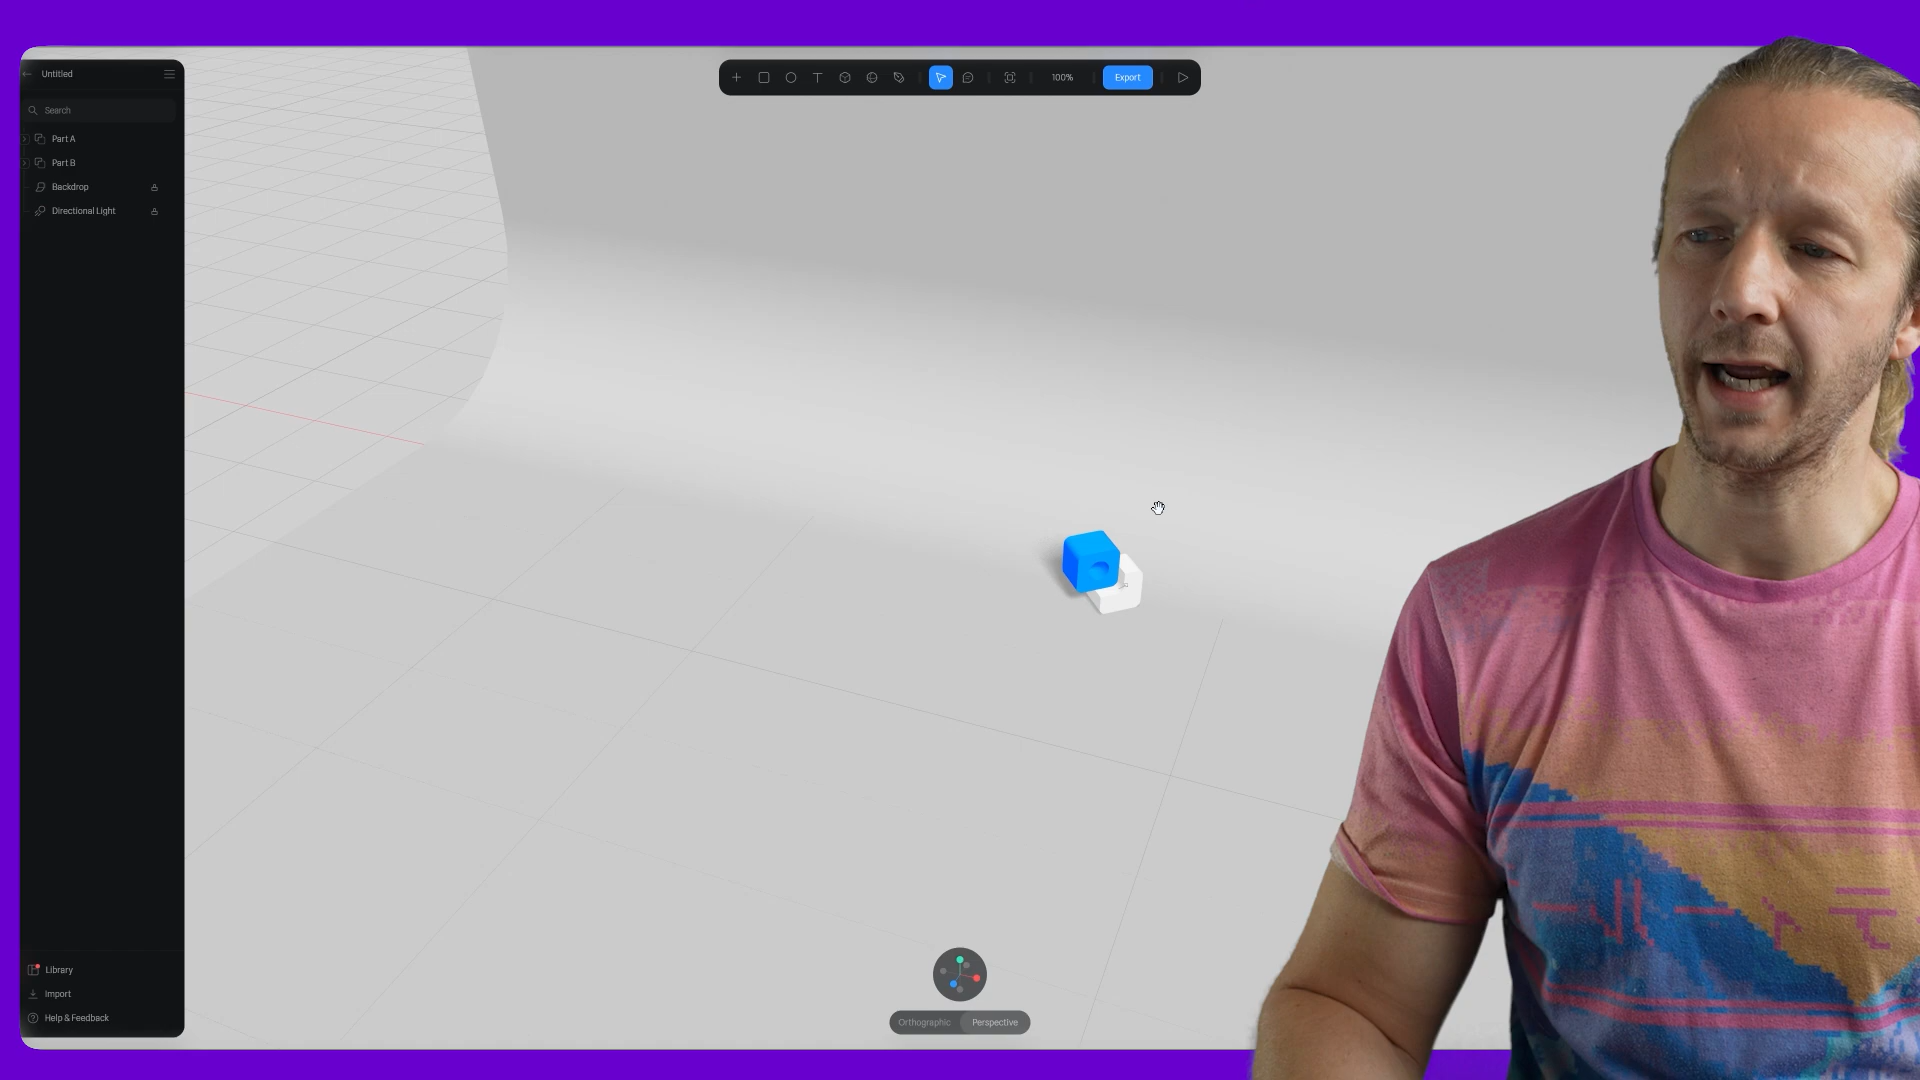 Untitled
100%
Export
Search
Part A
Part B
Backdrop
Directional Light
Library
Import
Help & Feedback
Orthographic
Perspective